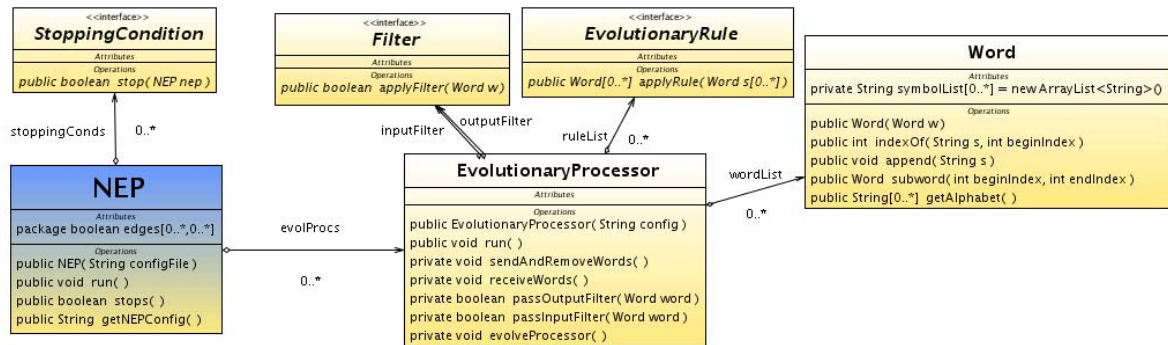 <<interface>>
StoppingCondition
Attributes
Operations
public boolean stop( NEP nep )
<<interface>>
Filter
Attributes
Operations
public boolean applyFilter( Word w )
<<interface>>
EvolutionaryRule
Attributes
Operations
public Word[0..*] applyRule( Word s[0..*] )
Word
Attributes
private String symbolList[0..*] = new ArrayList<String>()
Operations
public Word( Word w )
public int indexOf( String s, int beginIndex )
public void append( String s )
public Word subword( int beginIndex, int endIndex )
public String[0..*] getAlphabet( )
stoppingConds
0..*
inputFilter
outputFilter
ruleList
0..*
wordList
0..*
NEP
Attributes
package boolean edges[0..*,0..*]
Operations
public NEP( String configFile )
public void run( )
public boolean stops( )
public String getNEPConfig( )
evolProcs
0..*
EvolutionaryProcessor
Attributes
Operations
public EvolutionaryProcessor( String config )
public void run( )
private void sendAndRemoveWords( )
private void receiveWords( )
private boolean passOutputFilter( Word word )
private boolean passInputFilter( Word word )
private void evolveProcessor( )